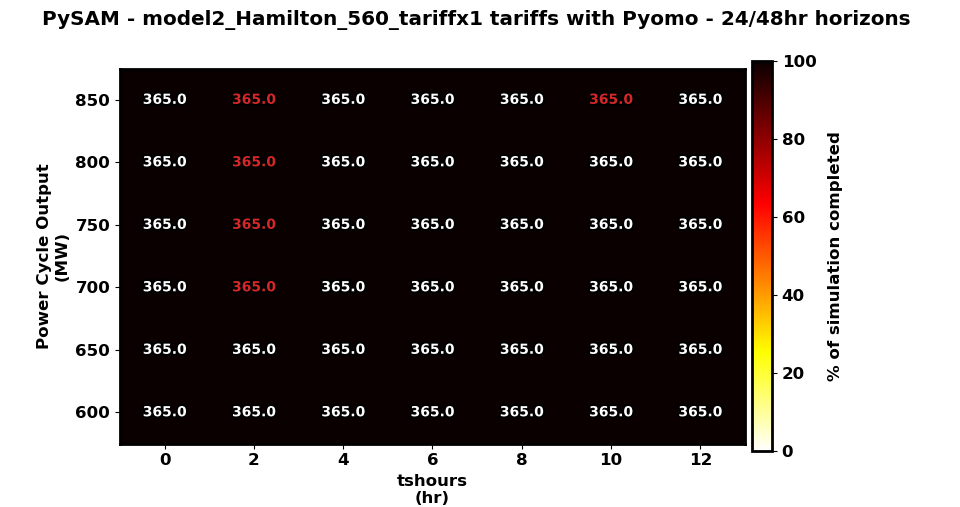 PySAM - model2_Hamilton_560_tariffx1 tariffs with Pyomo - 24/48hr horizons
Power Cycle Output
(MW)
850 365.0 365.0 365.0 365.0 365.0 365.0 365.0
800 365.0 365.0 365.0 365.0 365.0 365.0 365.0
750 365.0 365.0 365.0 365.0 365.0 365.0 365.0
700 365.0 365.0 365.0 365.0 365.0 365.0 365.0
650 365.0 365.0 365.0 365.0 365.0 365.0 365.0
600 365.0 365.0 365.0 365.0 365.0 365.0 365.0
0 2 4 6 8 10 12
tshours
(hr)
100
80
60
40
20
0
% of simulation completed